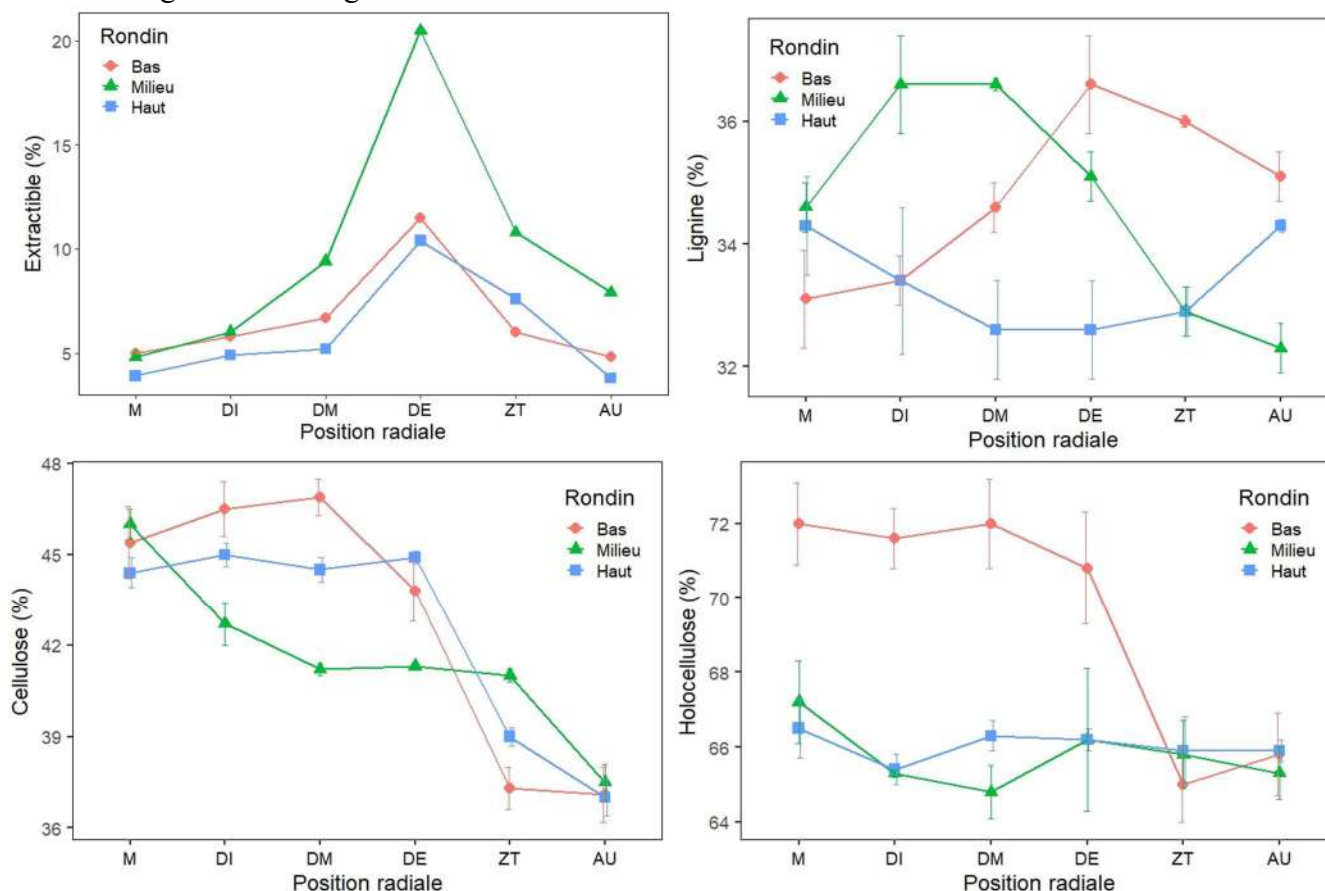 20
15
10
5
Extractible (%)
Rondin
Bas
Milieu
Haut
M DI DM DE ZT AU
Position radiale
36
34
32
Lignine (%)
Rondin
Bas
Milieu
Haut
M DI DM DE ZT AU
Position radiale
48
45
42
39
36
Cellulose (%)
Rondin
Bas
Milieu
Haut
M DI DM DE ZT AU
Position radiale
72
70
68
66
64
Holocellulose (%)
Rondin
Bas
Milieu
Haut
M DI DM DE ZT AU
Position radiale